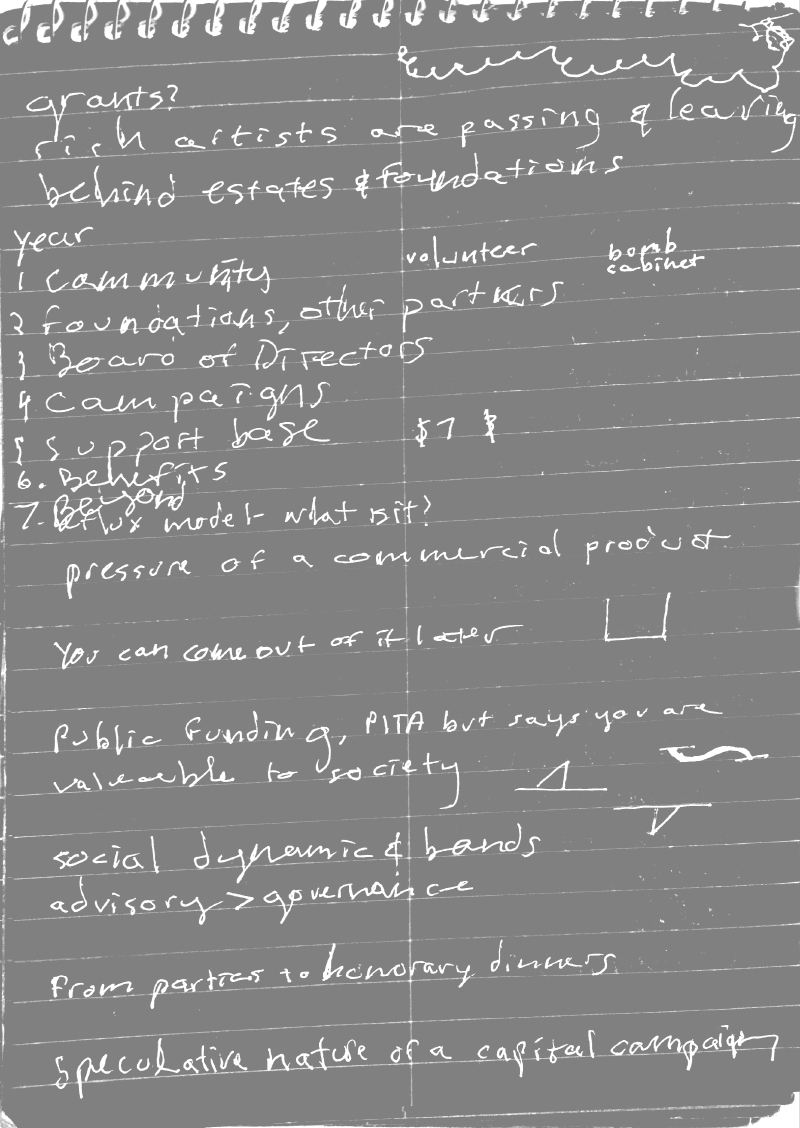 grants?
rich artists are passing & leaving
behind estates & foundations
year
1 community volunteer bomb cabinet
2 foundations, other partners
3 Board of Directors
4 campaigns
5 support base $7 $
6. Benefits
7. Beyond
model - what is it?
pressure of a commercial product
You can come out of it later
Public Funding, PITA but says you are
valueable to society
social dynamic & bonds
advisory > governance
From parties to honorary dinners
speculative nature of a capital campaign